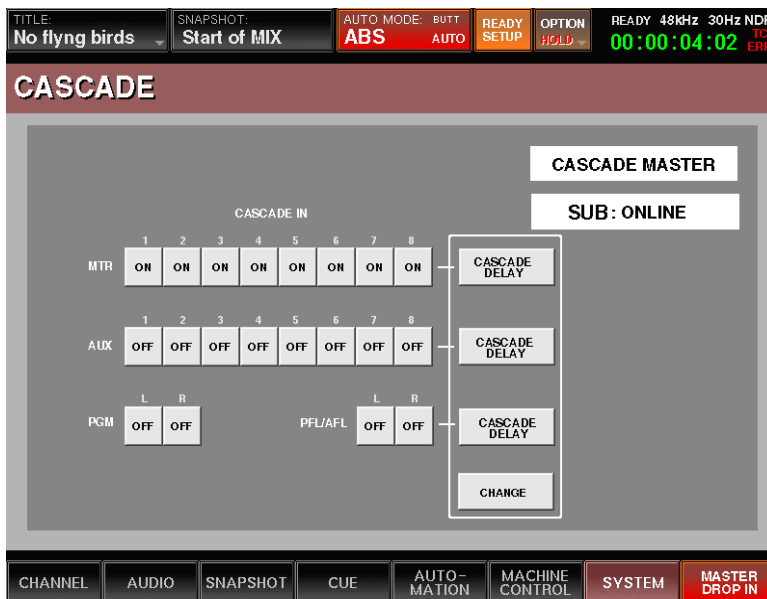 TITLE: SNAPSHOT: AUTO MODE: BUTT READY OPTION READY 48kHz 30Hz NDF
No flyng birds Start of MIX ABS AUTO SETUP HOLD 00:00:04:02 TC ERR
CASCADE
CASCADE MASTER
SUB: ONLINE
CASCADE IN
1 2 3 4 5 6 7 8
MTR ON ON ON ON ON ON ON ON CASCADE DELAY
1 2 3 4 5 6 7 8
AUX OFF OFF OFF OFF OFF OFF OFF OFF CASCADE DELAY
L R L R
PGM OFF OFF PFL/AFL OFF OFF CASCADE DELAY
CHANGE
CHANNEL AUDIO SNAPSHOT CUE AUTO-MATION MACHINE CONTROL SYSTEM MASTER DROP IN